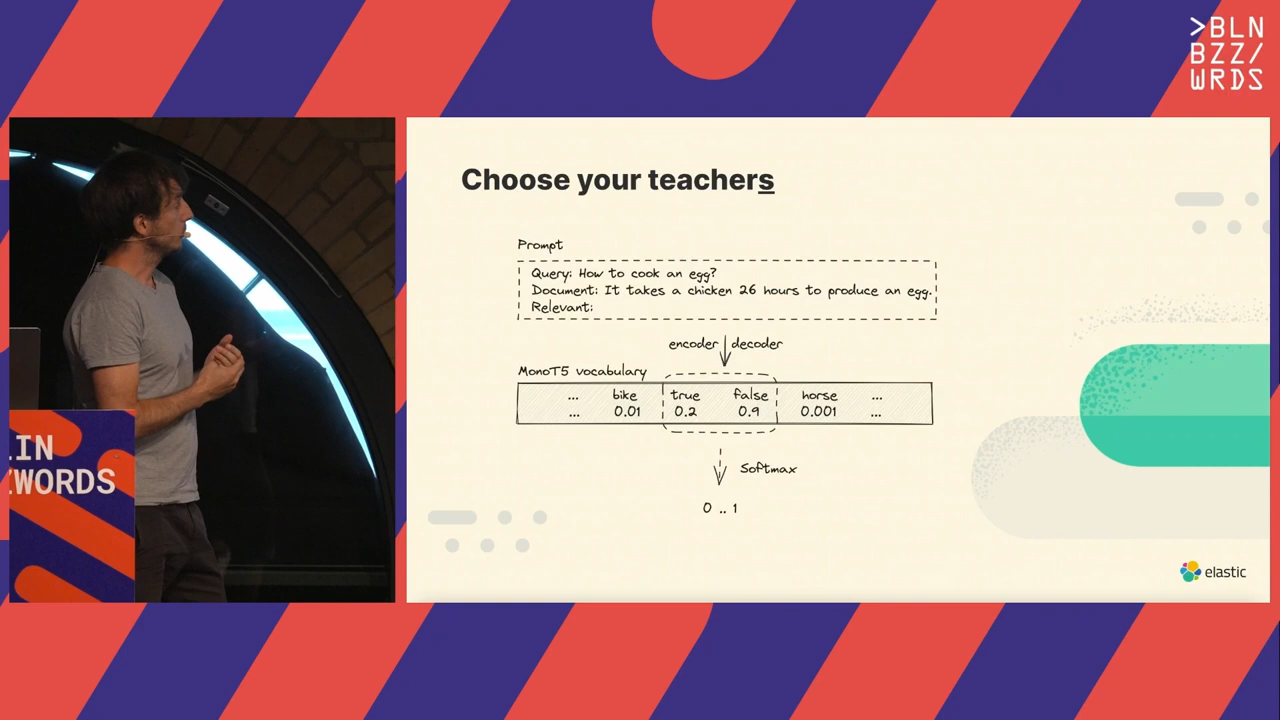 >BLN
BZZ/
WRDS
Choose your teachers
Prompt
Query: How to cook an egg?
Document: It takes a chicken 26 hours to produce an egg.
Relevant:
encoder decoder
MonoT5 vocabulary
... bike true false horse ...
... 0.01 0.2 0.9 0.001 ...
Softmax
0 .. 1
elastic
LIN
ZWORDS